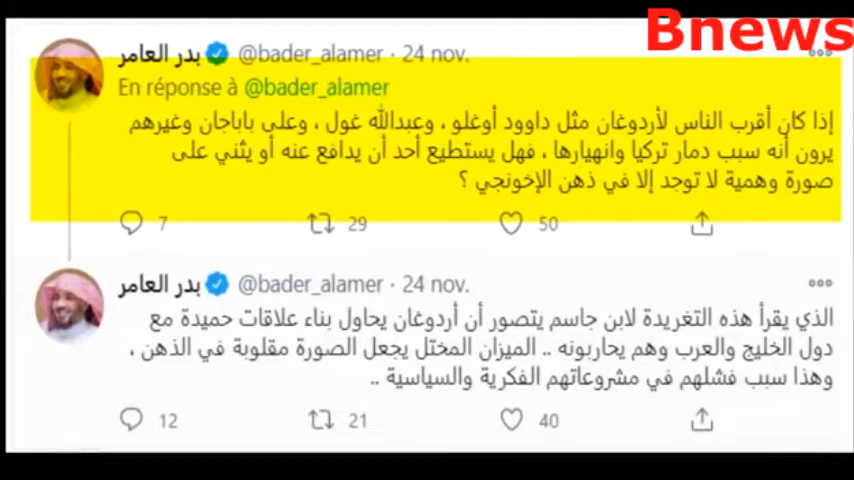 Bnews
بدر العامر @bader_alamer · 24 nov.
En réponse à @bader_alamer
إذا كان أقرب الناس لأردوغان مثل داوود أوغلو ، وعبدالله غول ، وعلى باباجان وغيرهم
يرون أنه سبب دمار تركيا وانهيارها ، فهل يستطيع أحد أن يدافع عنه أو يثني على
صورة وهمية لا توجد إلا في ذهن الإخونجي ؟
7 29 50
بدر العامر @bader_alamer · 24 nov.
الذي يقرأ هذه التغريدة لابن جاسم يتصور أن أردوغان يحاول بناء علاقات حميدة مع
دول الخليج والعرب وهم يحاربونه .. الميزان المختل يجعل الصورة مقلوبة في الذهن ،
وهذا سبب فشلهم في مشروعاتهم الفكرية والسياسية ..
12 21 40